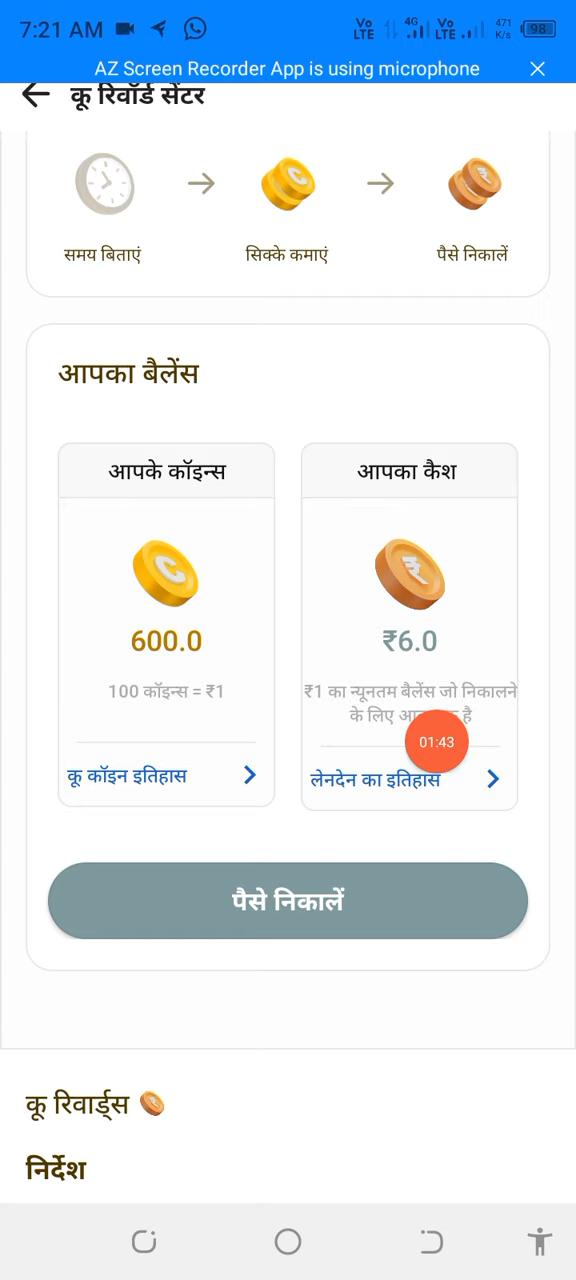 7:21 AM
Vo LTE 4G Vo LTE 471 K/s 98
AZ Screen Recorder App is using microphone
कू रिवॉर्ड सेंटर
समय बिताएं
सिक्के कमाएं
पैसे निकालें
आपका बैलेंस
आपके कॉइन्स
आपका कैश
600.0
₹6.0
100 कॉइन्स = ₹1
₹1 का न्यूनतम बैलेंस जो निकालने
के लिए है
01:43
कू कॉइन इतिहास
लेनदेन का इतिहास
पैसे निकालें
कू रिवार्ड्स
निर्देश